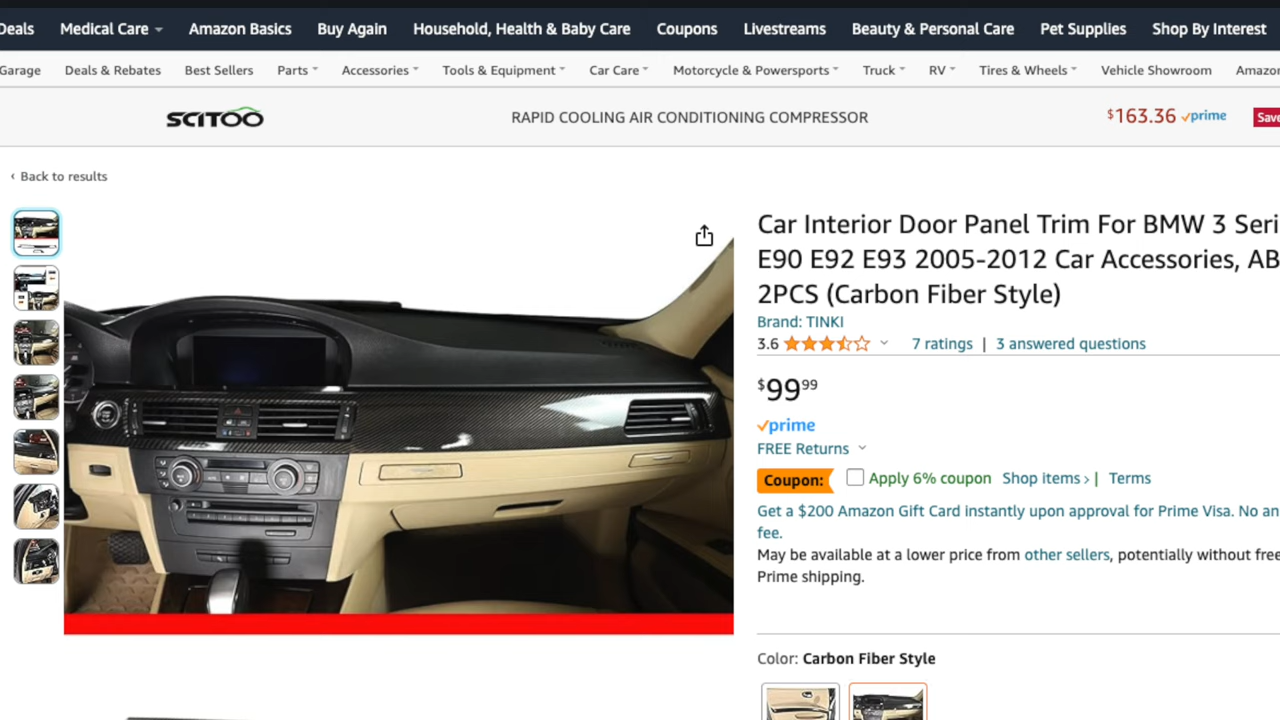 Deals Medical Care Amazon Basics Buy Again Household, Health & Baby Care Coupons Livestreams Beauty & Personal Care Pet Supplies Shop By Interest
Garage Deals & Rebates Best Sellers Parts Accessories Tools & Equipment Car Care Motorcycle & Powersports Truck RV Tires & Wheels Vehicle Showroom Amazon
SCITOO RAPID COOLING AIR CONDITIONING COMPRESSOR $163.36 prime Save
‹ Back to results
Car Interior Door Panel Trim For BMW 3 Seri
E90 E92 E93 2005-2012 Car Accessories, AB
2PCS (Carbon Fiber Style)
Brand: TINKI
3.6 7 ratings | 3 answered questions
$99 99
prime
FREE Returns
Coupon: Apply 6% coupon Shop items › | Terms
Get a $200 Amazon Gift Card instantly upon approval for Prime Visa. No an
fee.
May be available at a lower price from other sellers, potentially without free
Prime shipping.
Color: Carbon Fiber Style